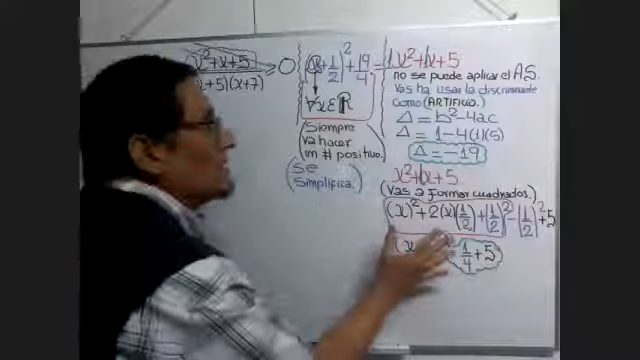 x²+x+5
(x+5)(x+7) ≥ 0
(x+1/2)²+19/4 = 1x²+1x+5
∀x∈R
(Siempre
va hacer
un # positivo.
(Se
simplifica.)
no se puede aplicar el AS.
Vas ha usar la discriminante
como (ARTIFICIO.)
Δ = b²-4ac
Δ = 1-4(1)(5)
Δ = -19
x²+1x+5.
(Vas a formar cuadrados.)
(x)²+2(x)(1/2)+(1/2)²-(1/2)²+5
(x
1/4+5